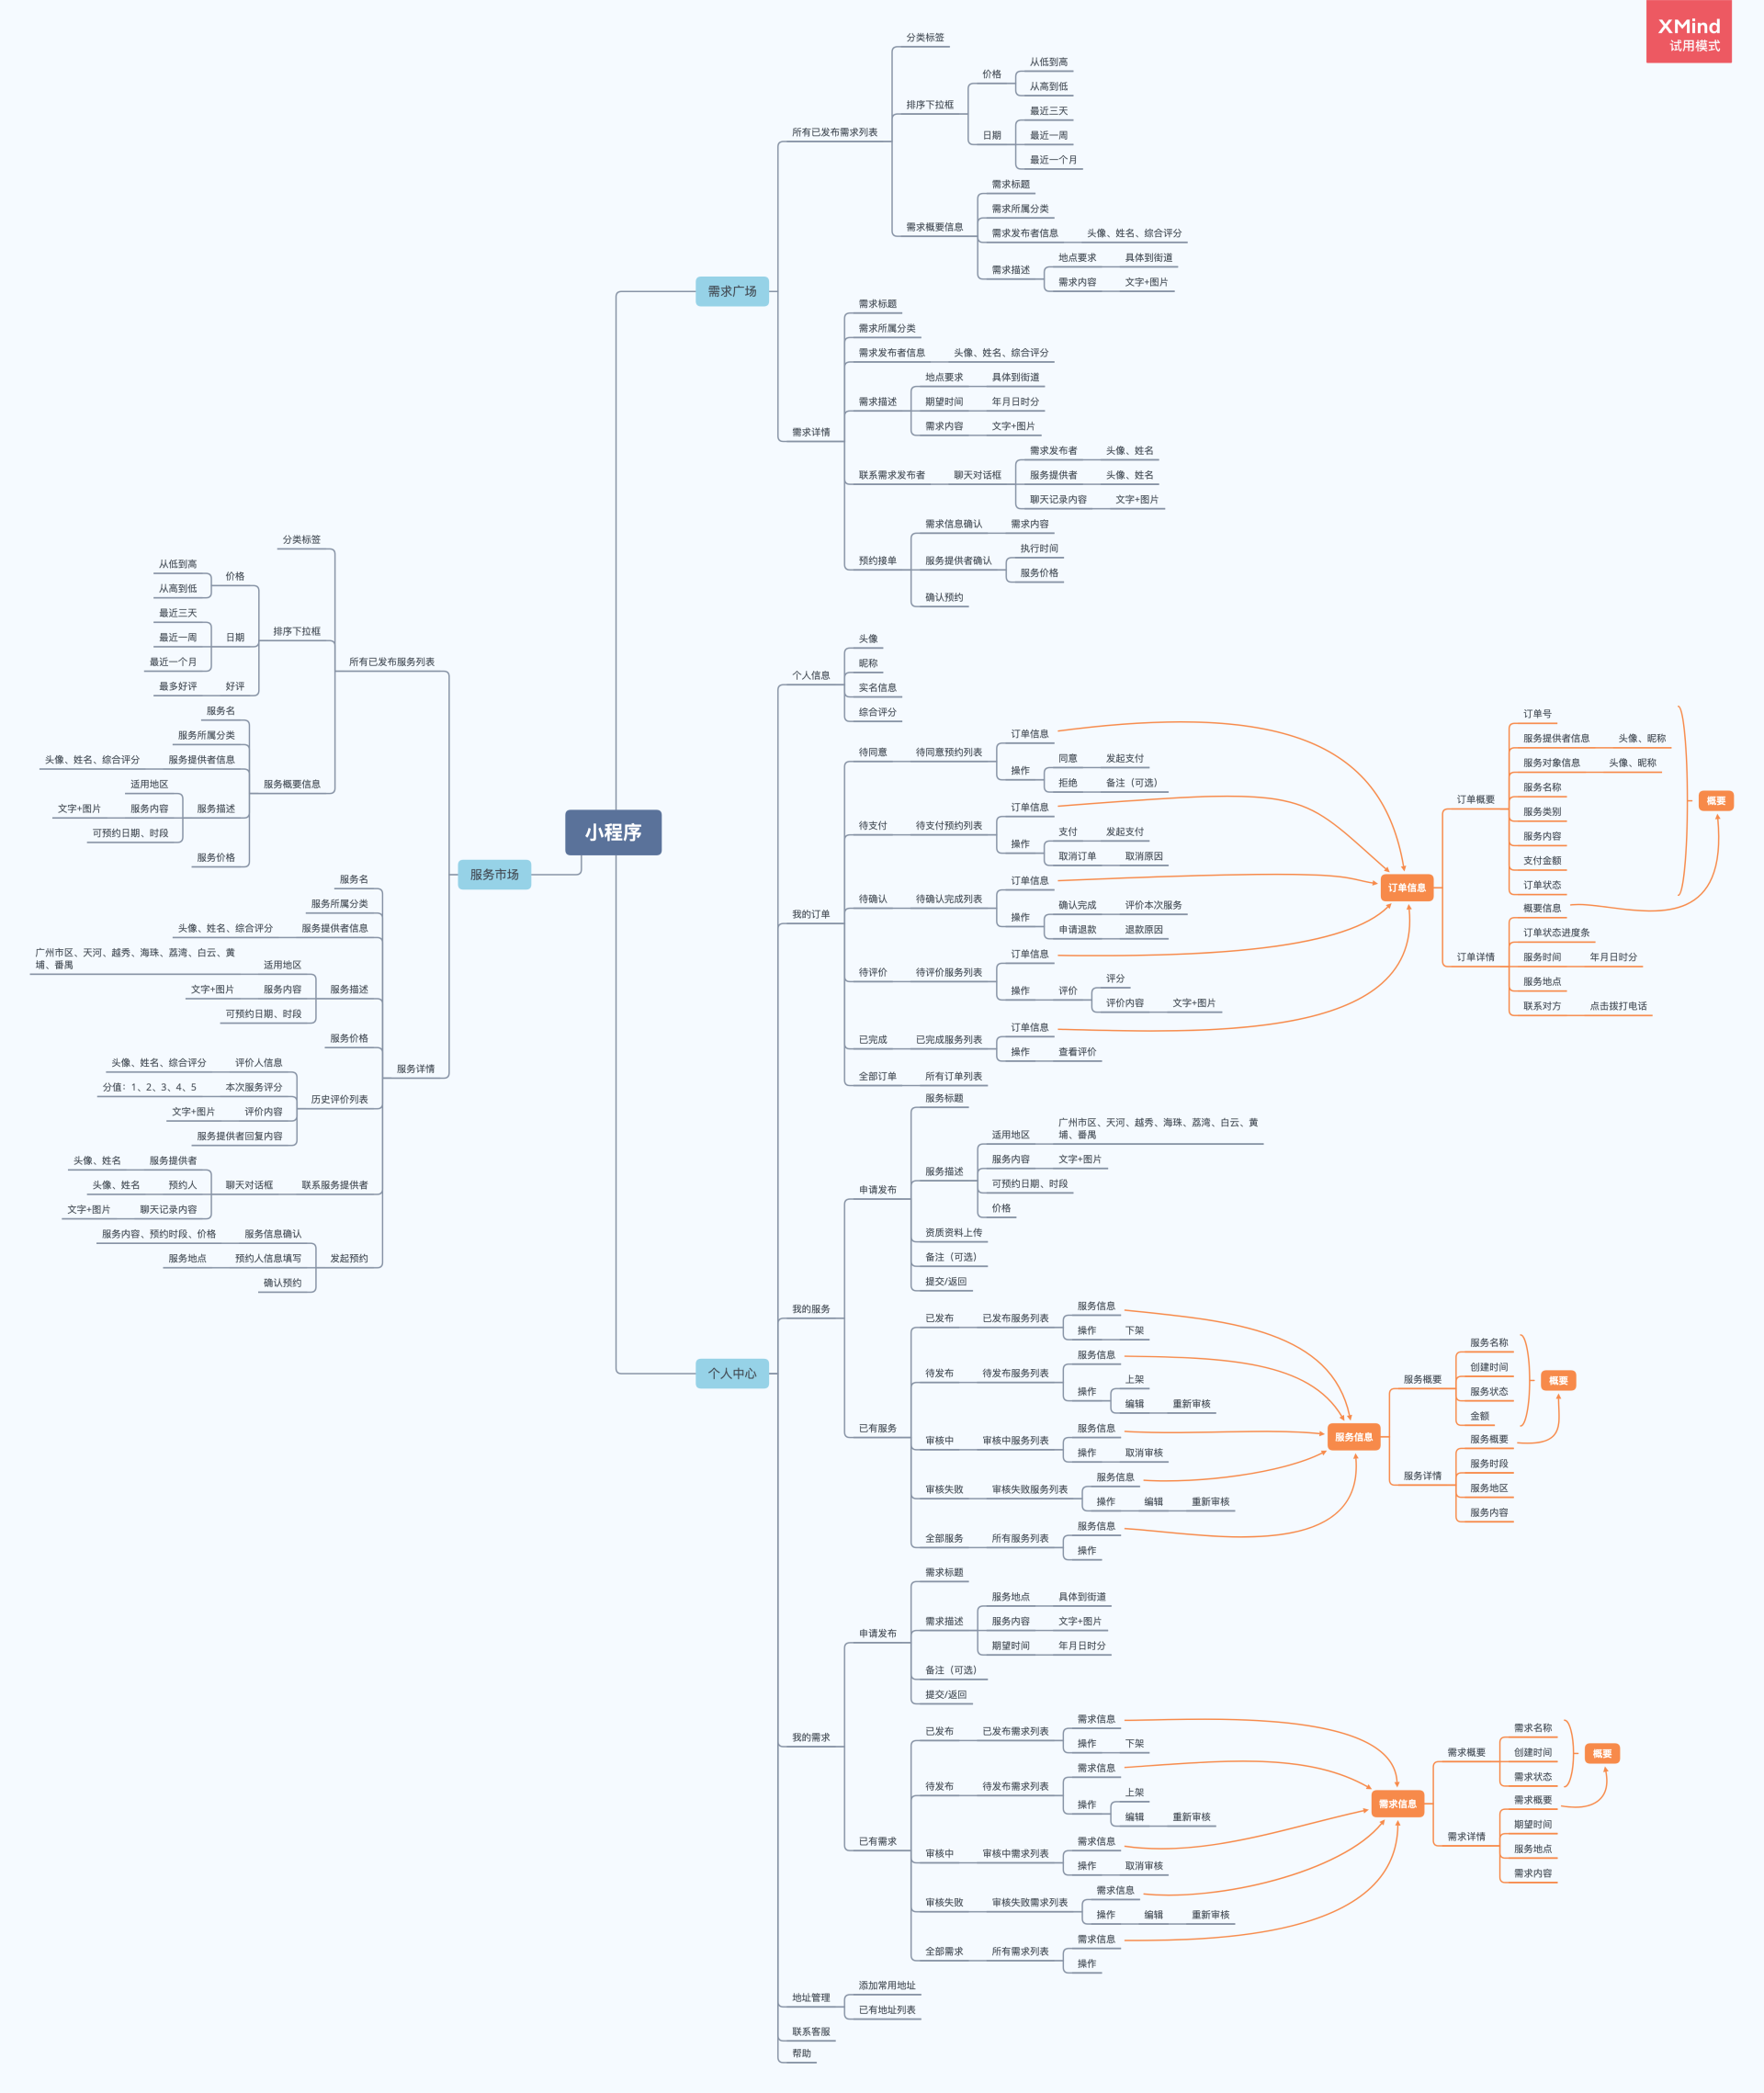 XMind
试用模式
小程序
需求广场
所有已发布需求列表
分类标签
排序下拉框
价格
从低到高
从高到低
日期
最近三天
最近一周
最近一个月
需求概要信息
需求标题
需求所属分类
需求发布者信息
头像、姓名、综合评分
需求描述
地点要求
具体到街道
需求内容
文字+图片
需求详情
需求标题
需求所属分类
需求发布者信息
头像、姓名、综合评分
需求描述
地点要求
具体到街道
期望时间
年月日时分
需求内容
文字+图片
联系需求发布者
聊天对话框
需求发布者
头像、姓名
服务提供者
头像、姓名
聊天记录内容
文字+图片
预约接单
需求信息确认
需求内容
服务提供者确认
执行时间
服务价格
确认预约
服务市场
所有已发布服务列表
分类标签
排序下拉框
价格
从低到高
从高到低
日期
最近三天
最近一周
最近一个月
好评
最多好评
服务概要信息
服务名
服务所属分类
服务提供者信息
头像、姓名、综合评分
服务描述
适用地区
服务内容
文字+图片
可预约日期、时段
服务价格
服务详情
服务名
服务所属分类
服务提供者信息
头像、姓名、综合评分
服务描述
适用地区
广州市区、天河、越秀、海珠、荔湾、白云、黄
埔、番禺
服务内容
文字+图片
可预约日期、时段
服务价格
历史评价列表
评价人信息
头像、姓名、综合评分
本次服务评分
分值：1、2、3、4、5
评价内容
文字+图片
服务提供者回复内容
联系服务提供者
聊天对话框
服务提供者
头像、姓名
预约人
头像、姓名
聊天记录内容
文字+图片
发起预约
服务信息确认
服务内容、预约时段、价格
预约人信息填写
服务地点
确认预约
个人中心
个人信息
头像
昵称
实名信息
综合评分
我的订单
待同意
待同意预约列表
订单信息
操作
同意
发起支付
拒绝
备注（可选）
待支付
待支付预约列表
订单信息
操作
支付
发起支付
取消订单
取消原因
待确认
待确认完成列表
订单信息
操作
确认完成
评价本次服务
申请退款
退款原因
待评价
待评价服务列表
订单信息
操作
评价
评分
评价内容
文字+图片
已完成
已完成服务列表
订单信息
操作
查看评价
全部订单
所有订单列表
订单信息
订单概要
订单号
服务提供者信息
头像、昵称
服务对象信息
头像、昵称
服务名称
服务类别
服务内容
支付金额
订单状态
概要
订单详情
概要信息
订单状态进度条
服务时间
年月日时分
服务地点
联系对方
点击拨打电话
我的服务
申请发布
服务标题
服务描述
适用地区
广州市区、天河、越秀、海珠、荔湾、白云、黄
埔、番禺
服务内容
文字+图片
可预约日期、时段
价格
资质资料上传
备注（可选）
提交/返回
已有服务
已发布
已发布服务列表
服务信息
操作
下架
待发布
待发布服务列表
服务信息
操作
上架
编辑
重新审核
审核中
审核中服务列表
服务信息
操作
取消审核
审核失败
审核失败服务列表
服务信息
操作
编辑
重新审核
全部服务
所有服务列表
服务信息
操作
服务信息
服务概要
服务名称
创建时间
服务状态
金额
概要
服务详情
服务概要
服务时段
服务地区
服务内容
我的需求
申请发布
需求标题
需求描述
服务地点
具体到街道
服务内容
文字+图片
期望时间
年月日时分
备注（可选）
提交/返回
已有需求
已发布
已发布需求列表
需求信息
操作
下架
待发布
待发布需求列表
需求信息
操作
上架
编辑
重新审核
审核中
审核中需求列表
需求信息
操作
取消审核
审核失败
审核失败需求列表
需求信息
操作
编辑
重新审核
全部需求
所有需求列表
需求信息
操作
需求信息
需求概要
需求名称
创建时间
需求状态
概要
需求详情
需求概要
期望时间
服务地点
需求内容
地址管理
添加常用地址
已有地址列表
联系客服
帮助